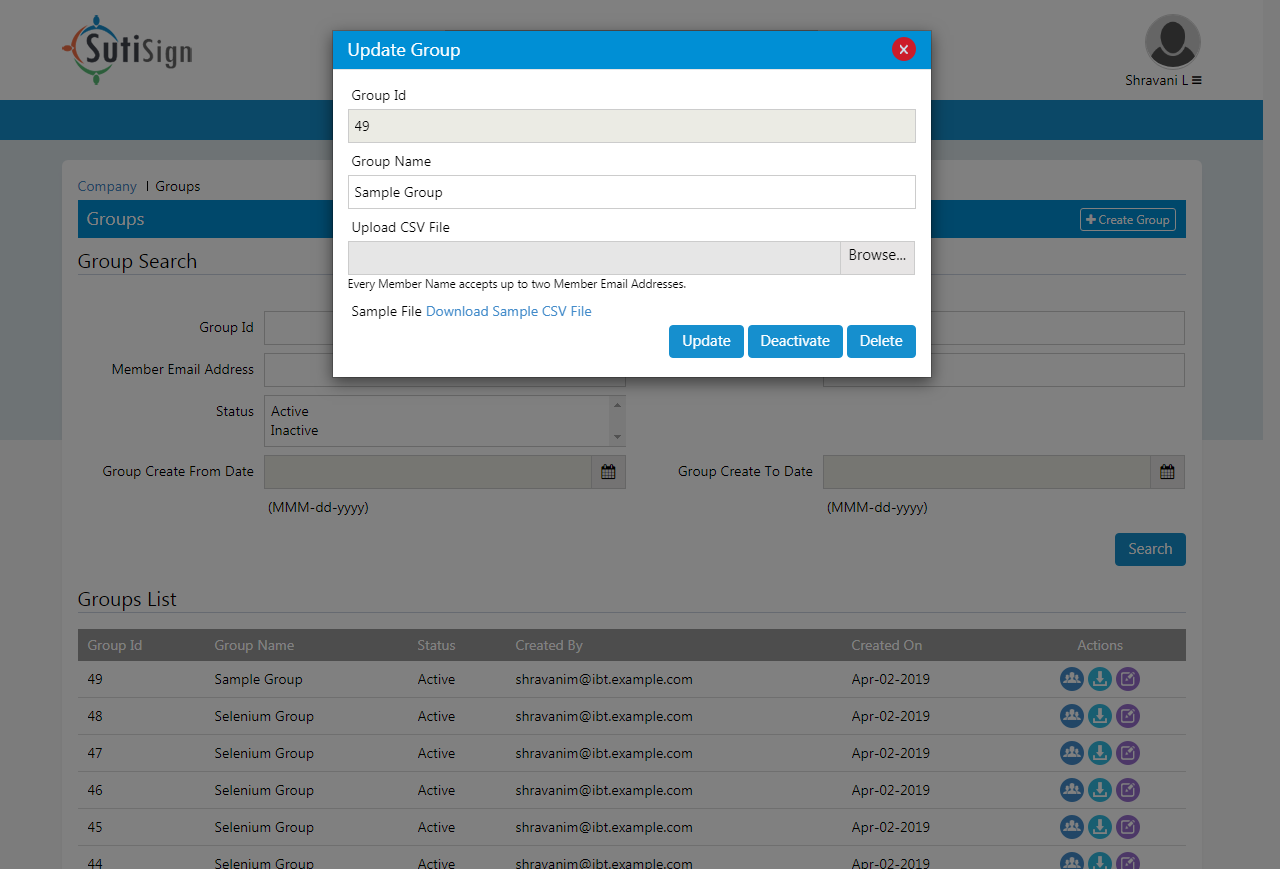 SutiSign
Shravani L
Update Group
Group Id
49
Group Name
Sample Group
Upload CSV File
Browse...
Every Member Name accepts up to two Member Email Addresses.
Sample File Download Sample CSV File
Update Deactivate Delete
Company | Groups
Groups
Create Group
Group Search
Group Id
Member Email Address
Status
Active
Inactive
Group Create From Date
(MMM-dd-yyyy)
Group Create To Date
(MMM-dd-yyyy)
Search
Groups List
Group Id Group Name Status Created By Created On Actions
49 Sample Group Active shravanim@ibt.example.com Apr-02-2019
48 Selenium Group Active shravanim@ibt.example.com Apr-02-2019
47 Selenium Group Active shravanim@ibt.example.com Apr-02-2019
46 Selenium Group Active shravanim@ibt.example.com Apr-02-2019
45 Selenium Group Active shravanim@ibt.example.com Apr-02-2019
44 Selenium Group Active shravanim@ibt.example.com Apr-02-2019